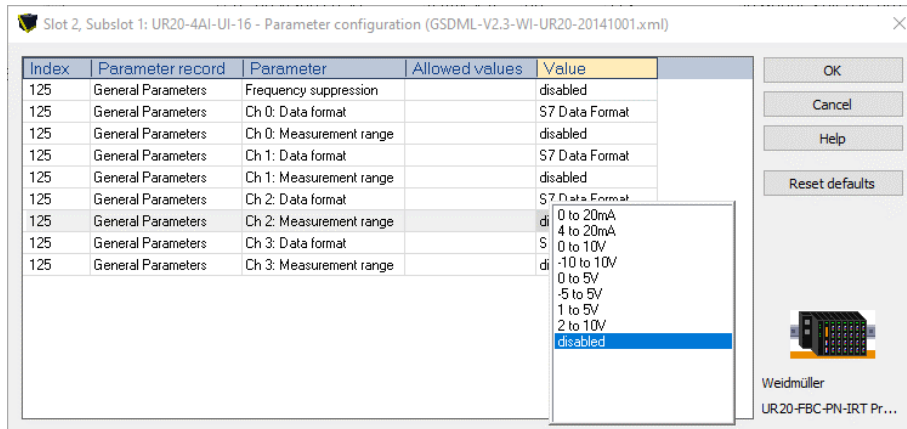 Slot 2, Subslot 1: UR20-4AI-UI-16 - Parameter configuration (GSDML-V2.3-WI-UR20-20141001.xml)
Index Parameter record Parameter Allowed values Value
125 General Parameters Frequency suppression disabled
125 General Parameters Ch 0: Data format S7 Data Format
125 General Parameters Ch 0: Measurement range disabled
125 General Parameters Ch 1: Data format S7 Data Format
125 General Parameters Ch 1: Measurement range disabled
125 General Parameters Ch 2: Data format S7 Data Format
125 General Parameters Ch 2: Measurement range di
125 General Parameters Ch 3: Data format S
125 General Parameters Ch 3: Measurement range di
0 to 20mA
4 to 20mA
0 to 10V
-10 to 10V
0 to 5V
-5 to 5V
1 to 5V
2 to 10V
disabled
OK
Cancel
Help
Reset defaults
Weidmüller
UR20-FBC-PN-IRT Pr...